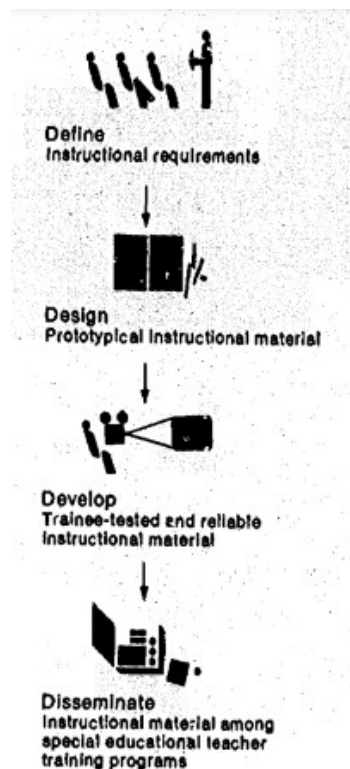 Define
Instructional requirements
Design
Prototypical Instructional material
Develop
Trainee-tested and reliable
Instructional material
Disseminate
Instructional material among
special educational teacher
training programs